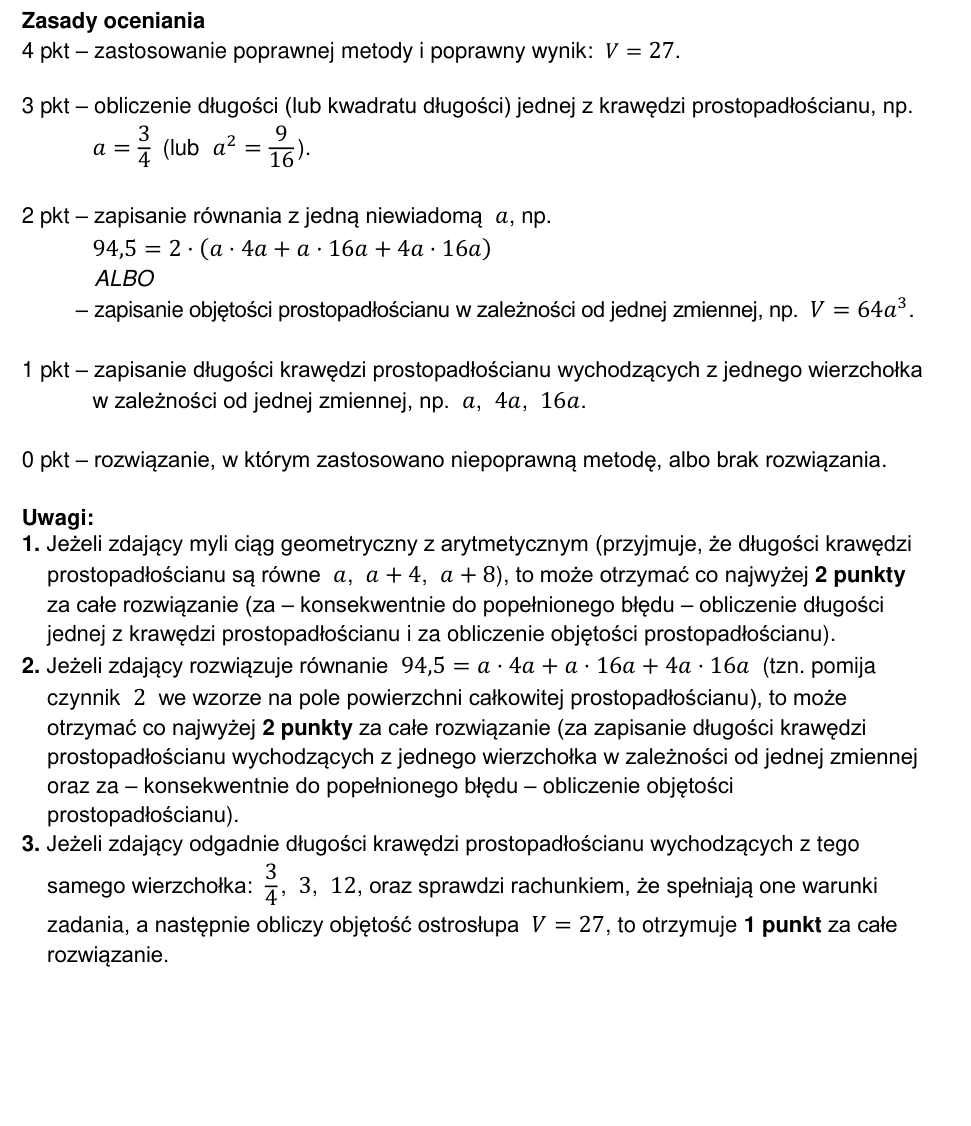 Zasady oceniania
4 pkt – zastosowanie poprawnej metody i poprawny wynik: V = 27.
3 pkt – obliczenie długości (lub kwadratu długości) jednej z krawędzi prostopadłościanu, np.
a = 3/4 (lub a² = 9/16).
2 pkt – zapisanie równania z jedną niewiadomą a, np.
94,5 = 2 · (a · 4a + a · 16a + 4a · 16a)
ALBO
– zapisanie objętości prostopadłościanu w zależności od jednej zmiennej, np. V = 64a³.
1 pkt – zapisanie długości krawędzi prostopadłościanu wychodzących z jednego wierzchołka
w zależności od jednej zmiennej, np. a, 4a, 16a.
0 pkt – rozwiązanie, w którym zastosowano niepoprawną metodę, albo brak rozwiązania.
Uwagi:
1. Jeżeli zdający myli ciąg geometryczny z arytmetycznym (przyjmuje, że długości krawędzi
prostopadłościanu są równe a, a + 4, a + 8), to może otrzymać co najwyżej 2 punkty
za całe rozwiązanie (za – konsekwentnie do popełnionego błędu – obliczenie długości
jednej z krawędzi prostopadłościanu i za obliczenie objętości prostopadłościanu).
2. Jeżeli zdający rozwiązuje równanie 94,5 = a · 4a + a · 16a + 4a · 16a (tzn. pomija
czynnik 2 we wzorze na pole powierzchni całkowitej prostopadłościanu), to może
otrzymać co najwyżej 2 punkty za całe rozwiązanie (za zapisanie długości krawędzi
prostopadłościanu wychodzących z jednego wierzchołka w zależności od jednej zmiennej
oraz za – konsekwentnie do popełnionego błędu – obliczenie objętości
prostopadłościanu).
3. Jeżeli zdający odgadnie długości krawędzi prostopadłościanu wychodzących z tego
samego wierzchołka: 3/4, 3, 12, oraz sprawdzi rachunkiem, że spełniają one warunki
zadania, a następnie obliczy objętość ostrosłupa V = 27, to otrzymuje 1 punkt za całe
rozwiązanie.